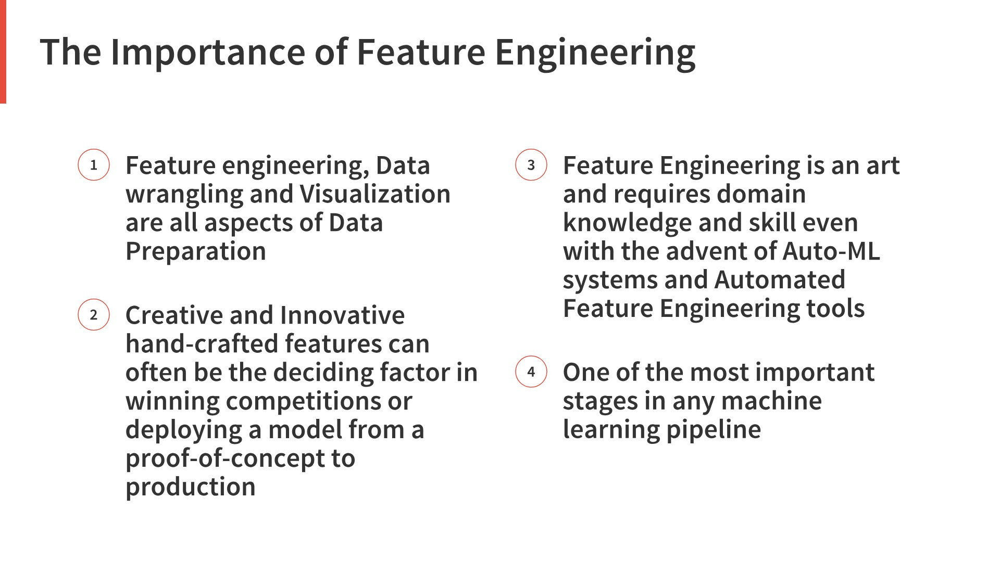 The Importance of Feature Engineering
1
Feature engineering, Data
wrangling and Visualization
are all aspects of Data
Preparation
2
Creative and Innovative
hand-crafted features can
often be the deciding factor in
winning competitions or
deploying a model from a
proof-of-concept to
production
3
Feature Engineering is an art
and requires domain
knowledge and skill even
with the advent of Auto-ML
systems and Automated
Feature Engineering tools
4
One of the most important
stages in any machine
learning pipeline